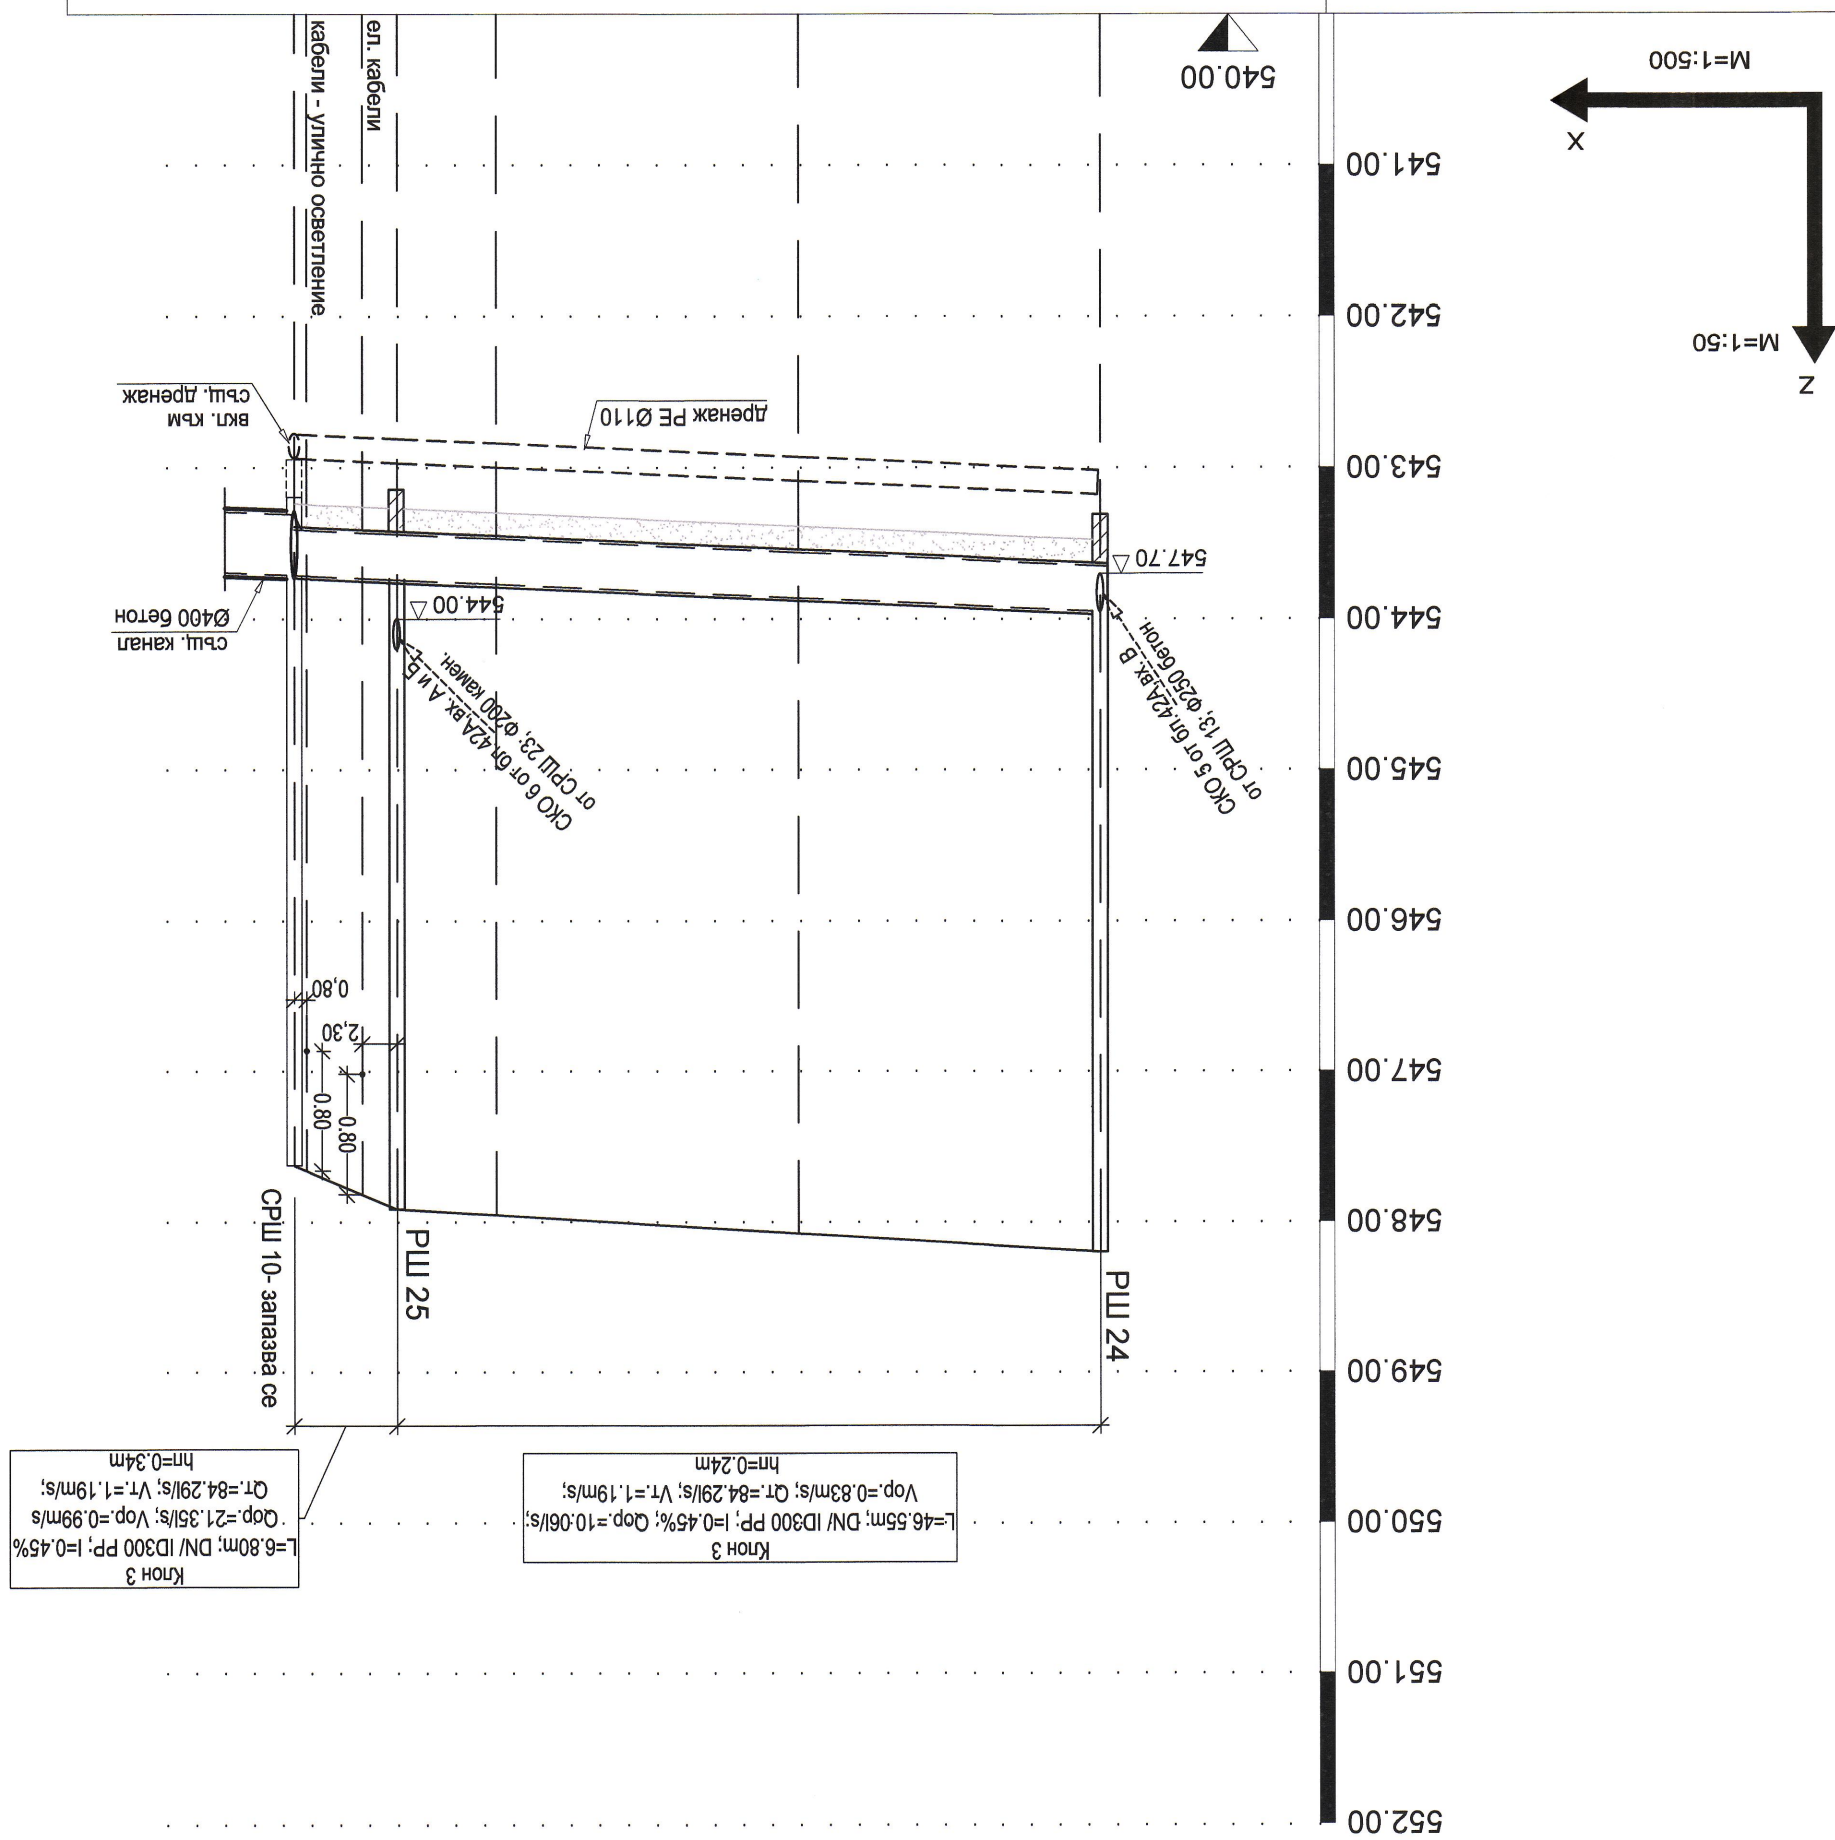 552.00
551.00
550.00
549.00
548.00
547.00
546.00
545.00
544.00
543.00
542.00
541.00
540.00
Клон 3
L=46.55m; DN/ ID300 PP; I=0.45%; Qор.=10.06l/s;
Vор.=0.83m/s; Qт.=84.29l/s; Vт.=1.19m/s;
hп=0.24m
Клон 3
L=6.80m; DN/ ID300 PP; I=0.45%
Qор.=21.35l/s; Vор.=0.99m/s
Qт.=84.29l/s; Vт.=1.19m/s;
hп=0.34m
РШ 24
РШ 25
СРШ 10- запазва се
0.80
0.80
2,30
0,80
СКО 5 от бл.42А,вх. В
от СРШ 13; ф250 бетон
547.70
СКО 6 от бл.42А,вх. А и Б
от СРШ 23; ф200 камен.
544.00
същ. канал
Ø400 бетон
дренаж PE Ø110
вкл. към
същ. дренаж
ел. кабели
кабели - улично осветление
Z
M=1:50
X
M=1:500